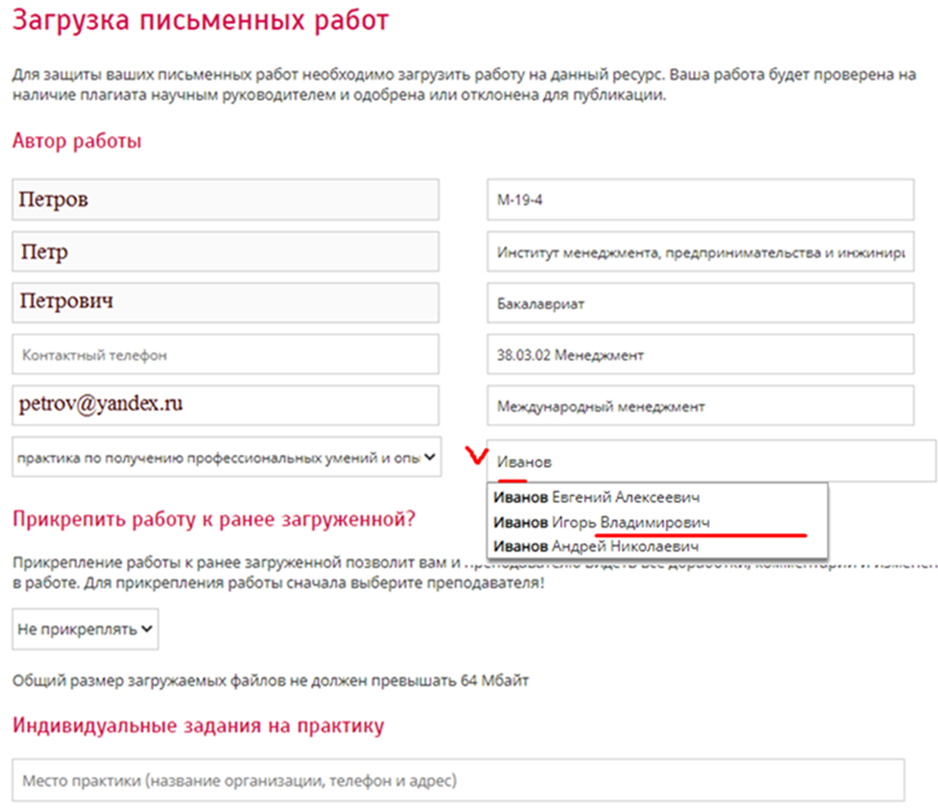 Загрузка письменных работ
Для защиты ваших письменных работ необходимо загрузить работу на данный ресурс. Ваша работа будет проверена на
наличие плагиата научным руководителем и одобрена или отклонена для публикации.
Автор работы
Петров
М-19-4
Петр
Институт менеджмента, предпринимательства и инжинири
Петрович
Бакалавриат
Контактный телефон
38.03.02 Менеджмент
petrov@yandex.ru
Международный менеджмент
практика по получению профессиональных умений и опы
Иванов
Иванов Евгений Алексеевич
Иванов Игорь Владимирович
Иванов Андрей Николаевич
Прикрепить работу к ранее загруженной?
Прикрепление работы к ранее загруженной позволит вам и
в работе. Для прикрепления работы сначала выберите преподавателя!
Не прикреплять
Общий размер загружаемых файлов не должен превышать 64 Мбайт
Индивидуальные задания на практику
Место практики (название организации, телефон и адрес)